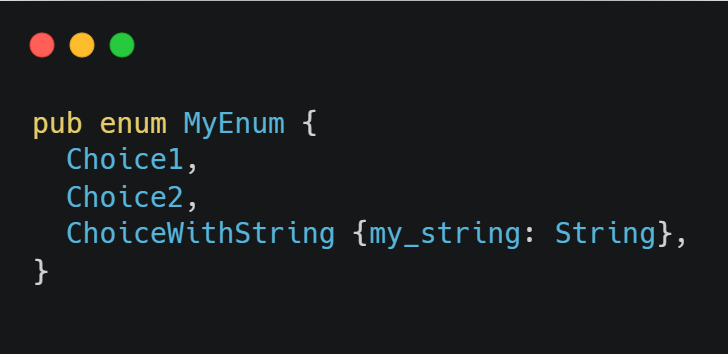 pub enum MyEnum {
  Choice1,
  Choice2,
  ChoiceWithString {my_string: String},
}